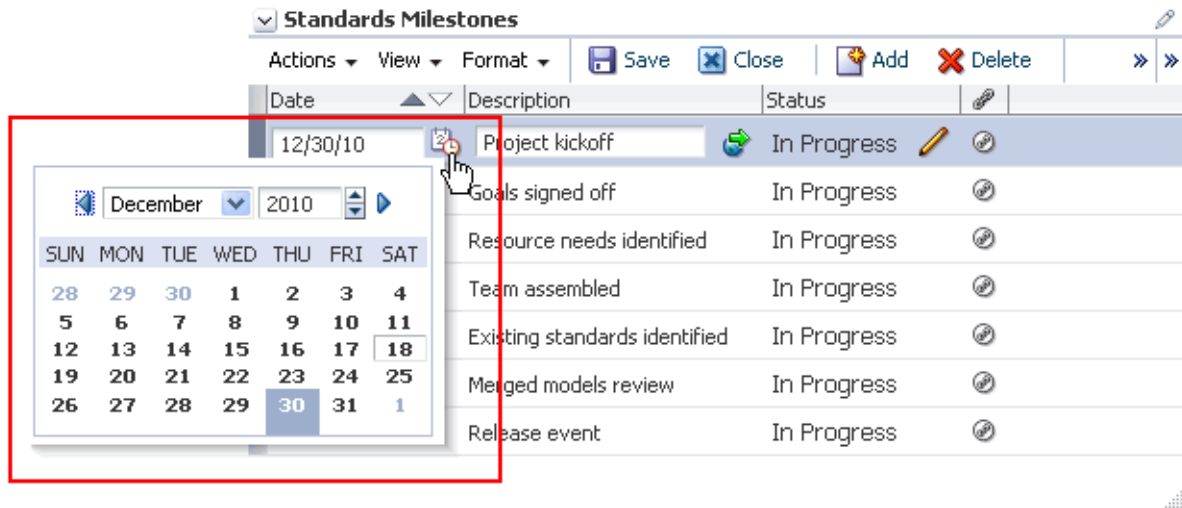 Standards Milestones
Actions View Format Save Close Add Delete » »
Date Description Status
12/30/10 Project kickoff In Progress
December 2010
Goals signed off In Progress
SUN MON TUE WED THU FRI SAT
Resource needs identified In Progress
28 29 30 1 2 3 4
Team assembled In Progress
5 6 7 8 9 10 11
Existing standards identified In Progress
12 13 14 15 16 17 18
19 20 21 22 23 24 25
Merged models review In Progress
26 27 28 29 30 31 1
Release event In Progress